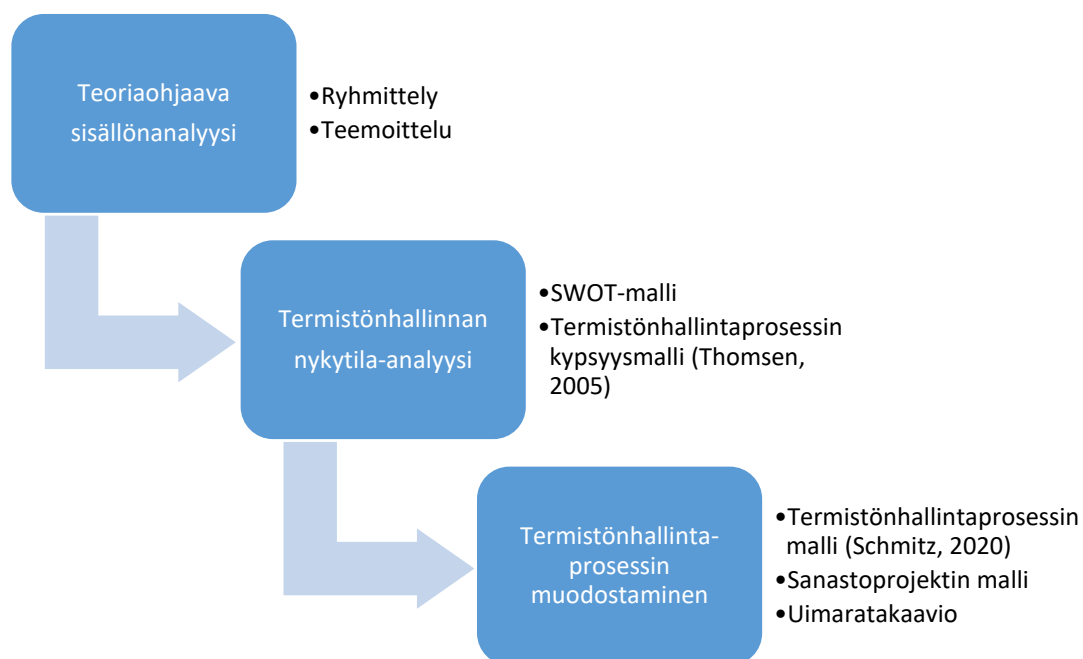 Teoriaohjaava
sisällönanalyysi
•Ryhmittely
•Teemoittelu
Termistönhallinnan
nykytila-analyysi
•SWOT-malli
•Termistönhallintaprosessin
kypsyysmalli (Thomsen,
2005)
Termistönhallinta-
prosessin
muodostaminen
•Termistönhallintaprosessin
malli (Schmitz, 2020)
•Sanastoprojektin malli
•Uimaratakaavio